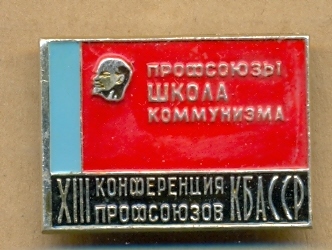 ПРОФСОЮЗЫ
ШКОЛА
КОММУНИЗМА
XIII КОНФЕРЕНЦИЯ ПРОФСОЮЗОВ КБАССР